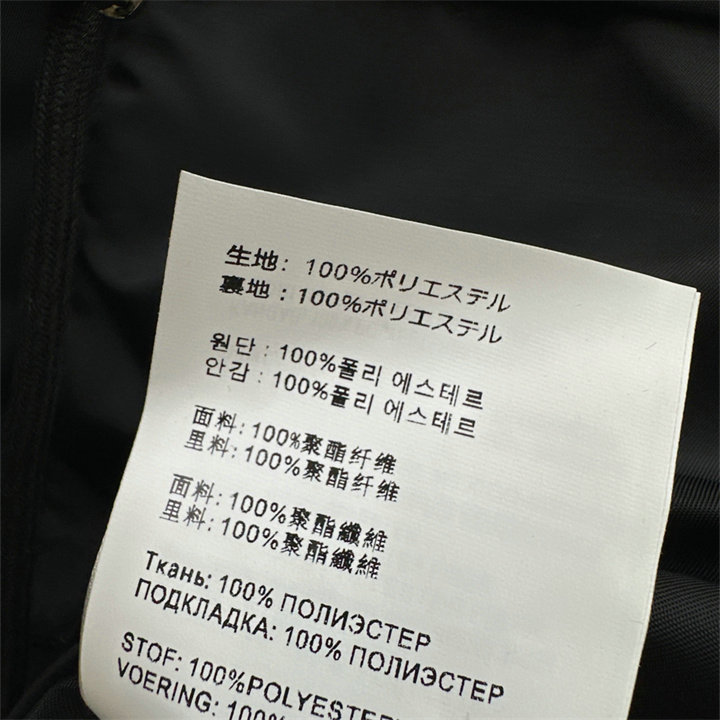 生地: 100%ポリエステル
裏地 : 100%ポリエステル
원단 : 100%폴리 에스테르
안감 : 100%폴리 에스테르
面料: 100%聚酯纤维
里料: 100%聚酯纤维
面料: 100%聚酯纖維
里料: 100%聚酯纖維
Ткань: 100% ПОЛИЭСТЕР
ПОДКЛАДКА: 100% ПОЛИЭСТЕР
STOF: 100%POLYESTER
VOERING: 100%